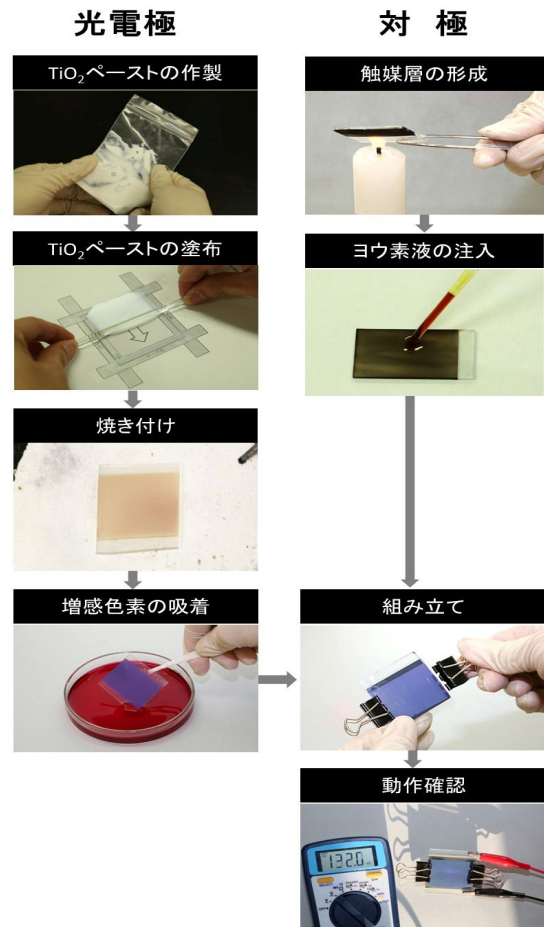 光電極
対 極
TiO₂ペーストの作製
触媒層の形成
TiO₂ペーストの塗布
ヨウ素液の注入
焼き付け
増感色素の吸着
組み立て
動作確認
132.0